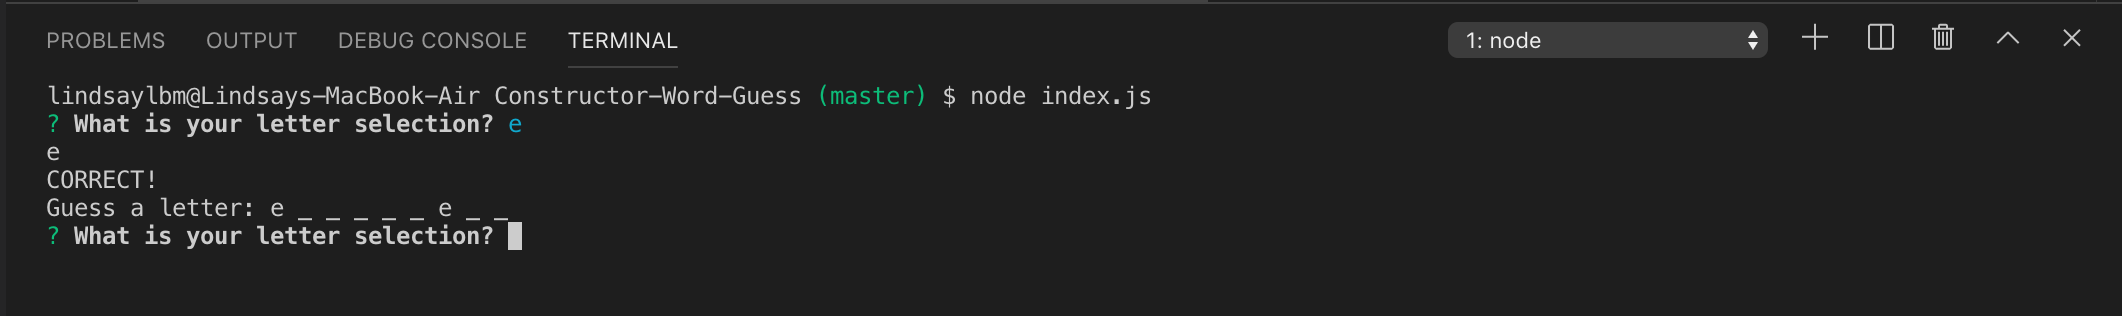 PROBLEMS OUTPUT DEBUG CONSOLE TERMINAL 1: node
lindsaylbm@Lindsays-MacBook-Air Constructor-Word-Guess (master) $ node index.js
? What is your letter selection? e
e
CORRECT!
Guess a letter: e _ _ _ _ _ e _ _
? What is your letter selection?